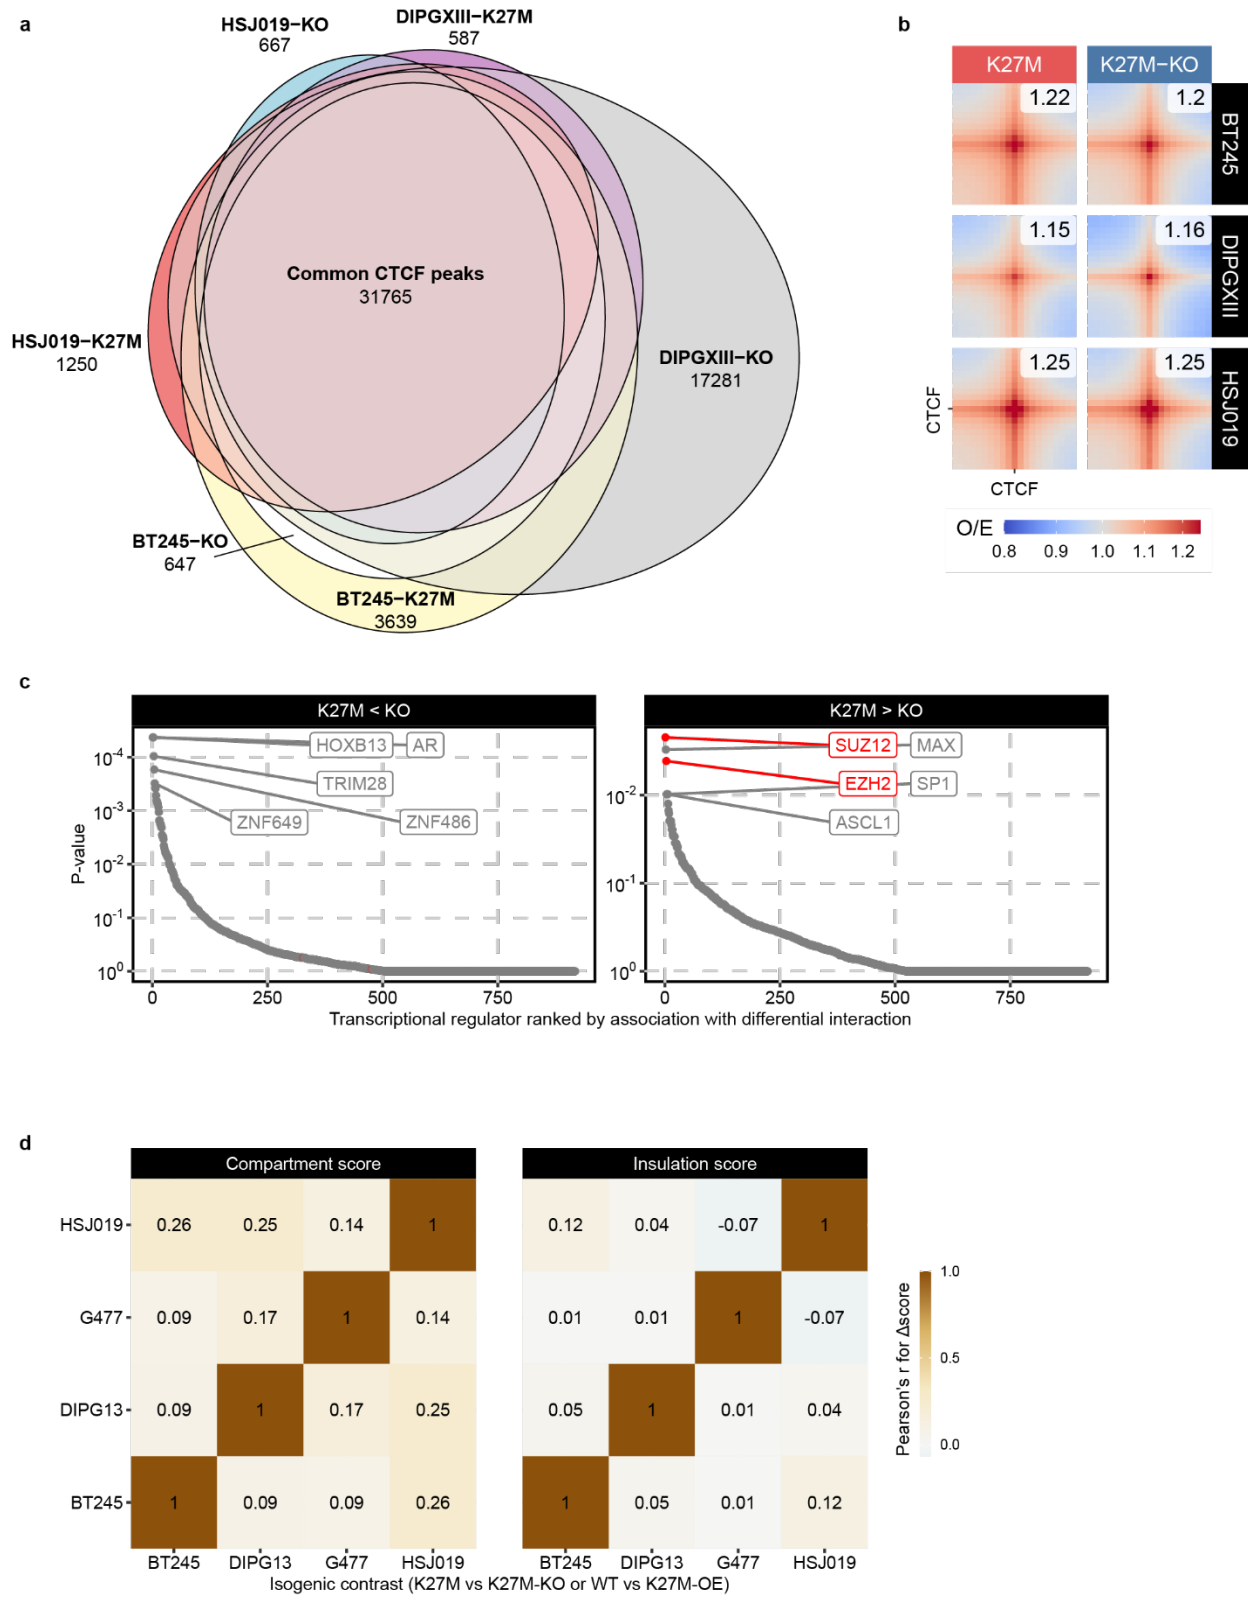 a
HSJ019−KO
667
DIPGXIII−K27M
587
Common CTCF peaks
31765
HSJ019−K27M
1250
DIPGXIII−KO
17281
BT245−KO
647
BT245−K27M
3639
b
K27M
K27M−KO
1.22
1.2
BT245
1.15
1.16
DIPGXIII
1.25
1.25
HSJ019
CTCF
CTCF
O/E
0.8 0.9 1.0 1.1 1.2
c
K27M < KO
K27M > KO
P-value
10-4
10-3
10-2
10-1
100
HOXB13
AR
TRIM28
ZNF649
ZNF486
0 250 500 750
10-2
10-1
100
SUZ12
MAX
EZH2
SP1
ASCL1
0 250 500 750
Transcriptional regulator ranked by association with differential interaction
d
Compartment score
Insulation score
HSJ019 0.26 0.25 0.14 1 0.12 0.04 -0.07 1
G477 0.09 0.17 1 0.14 0.01 0.01 1 -0.07
DIPG13 0.09 1 0.17 0.25 0.05 1 0.01 0.04
BT245 1 0.09 0.09 0.26 1 0.05 0.01 0.12
BT245 DIPG13 G477 HSJ019 BT245 DIPG13 G477 HSJ019
Isogenic contrast (K27M vs K27M-KO or WT vs K27M-OE)
Pearson's r for Δscore
1.0
0.5
0.0